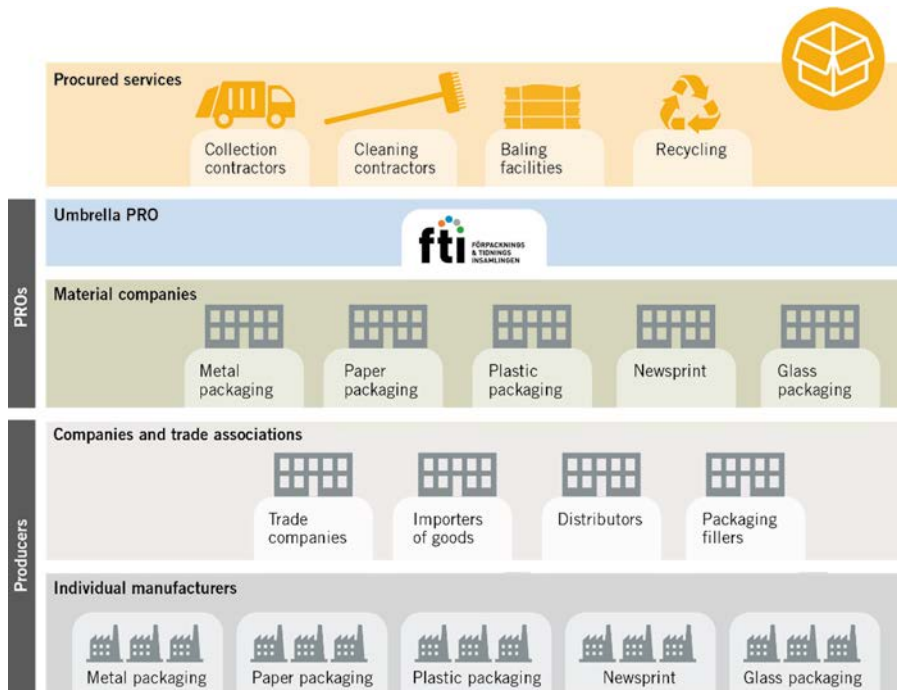 Procured services
Collection
contractors
Cleaning
contractors
Baling
facilities
Recycling
PROs
Umbrella PRO
fti
FÖRPACKNINGS
& TIDNINGS
INSAMLINGEN
Material companies
Metal
packaging
Paper
packaging
Plastic
packaging
Newsprint
Glass
packaging
Producers
Companies and trade associations
Trade
companies
Importers
of goods
Distributors
Packaging
fillers
Individual manufacturers
Metal packaging
Paper packaging
Plastic packaging
Newsprint
Glass packaging